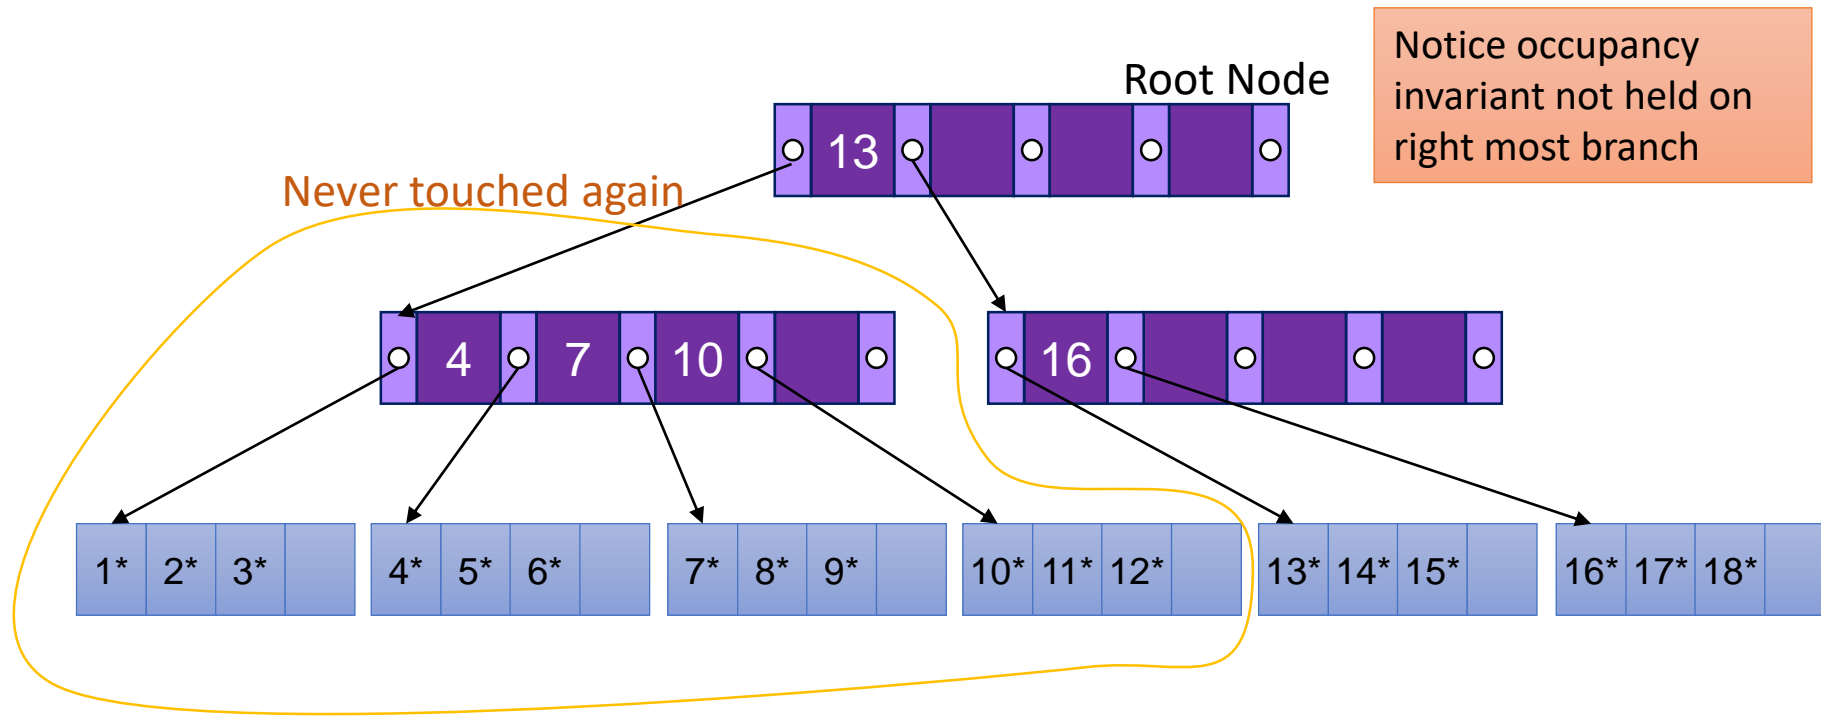 Notice occupancy
invariant not held on
right most branch
Root Node
13
Never touched again
4 7 10
16
1* 2* 3*
4* 5* 6*
7* 8* 9*
10* 11* 12*
13* 14* 15*
16* 17* 18*